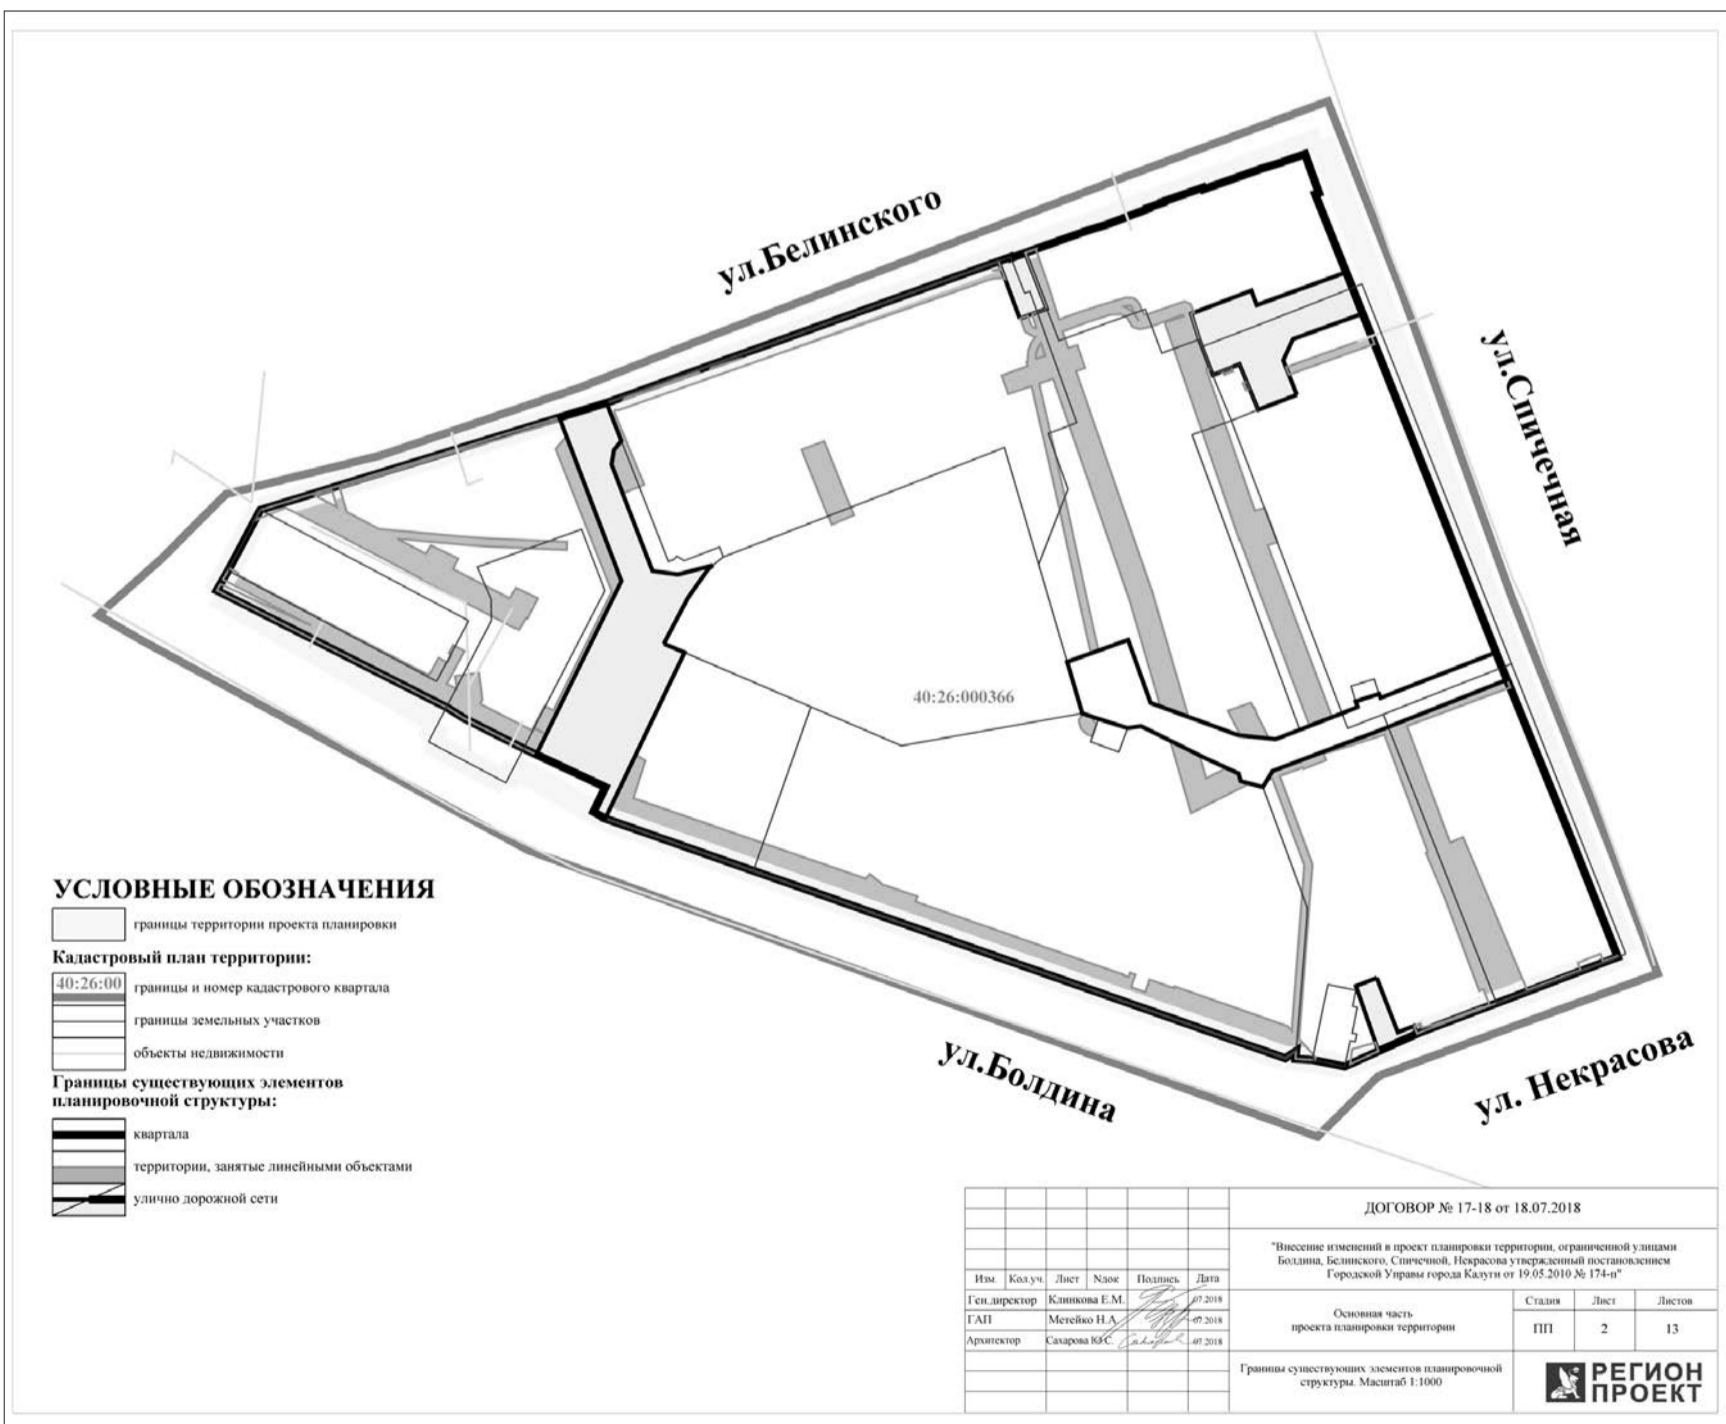 ул.Белинского
ул.Спичечная
40:26:000366
УСЛОВНЫЕ ОБОЗНАЧЕНИЯ
границы территории проекта планировки
Кадастровый план территории:
40:26:00
границы и номер кадастрового квартала
границы земельных участков
объекты недвижимости
Границы существующих элементов
планировочной структуры:
квартала
территории, занятые линейными объектами
улично дорожной сети
ул.Болдина
ул. Некрасова
ДОГОВОР № 17-18 от 18.07.2018
"Внесение изменений в проект планировки территории, ограниченной улицами
Болдина, Белинского, Спичечной, Некрасова утвержденный постановлением
Городской Управы города Калуги от 19.05.2010 № 174-п"
Изм. Кол.уч. Лист Nдок Подпись Дата
Ген.директор Клинкова Е.М. 07.2018
ГАП Метейко Н.А. 07.2018
Архитектор Сахарова Ю.С. 07.2018
Основная часть
проекта планировки территории
Стадия Лист Листов
ПП 2 13
Границы существующих элементов планировочной
структуры. Масштаб 1:1000
РЕГИОН
ПРОЕКТ